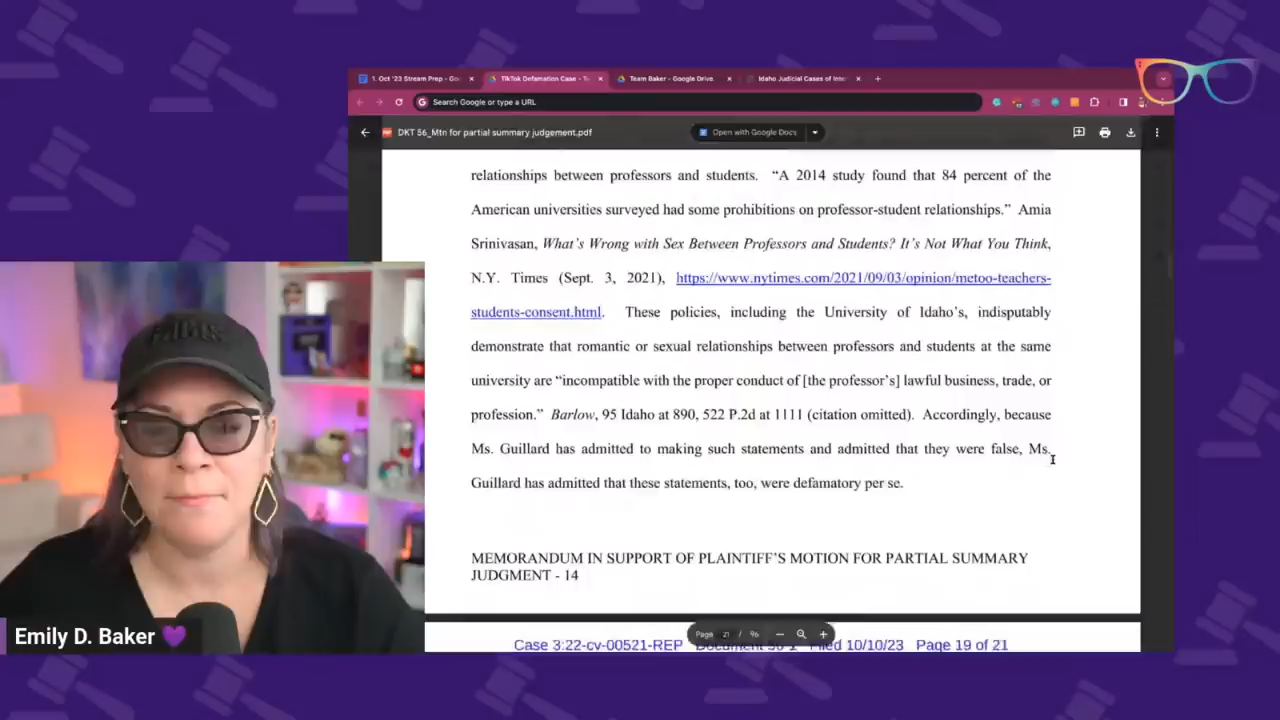 1. Oct '23 Stream Prep - Go
TikTok Defamation Case - T
Team Baker - Google Drive
Idaho Judicial Cases of Inte
Search Google or type a URL
DKT 56_Mtn for partial summary judgement.pdf
Open with Google Docs
relationships between professors and students. “A 2014 study found that 84 percent of the
American universities surveyed had some prohibitions on professor-student relationships.” Amia
Srinivasan, What’s Wrong with Sex Between Professors and Students? It’s Not What You Think,
N.Y. Times (Sept. 3, 2021), https://www.nytimes.com/2021/09/03/opinion/metoo-teachers-
students-consent.html. These policies, including the University of Idaho’s, indisputably
demonstrate that romantic or sexual relationships between professors and students at the same
university are “incompatible with the proper conduct of [the professor’s] lawful business, trade, or
profession.” Barlow, 95 Idaho at 890, 522 P.2d at 1111 (citation omitted). Accordingly, because
Ms. Guillard has admitted to making such statements and admitted that they were false, Ms.
Guillard has admitted that these statements, too, were defamatory per se.
MEMORANDUM IN SUPPORT OF PLAINTIFF’S MOTION FOR PARTIAL SUMMARY
JUDGMENT - 14
Page 21 / 96
Case 3:22-cv-00521-REP Document 56-1 Filed 10/10/23 Page 19 of 21
Emily D. Baker 💜